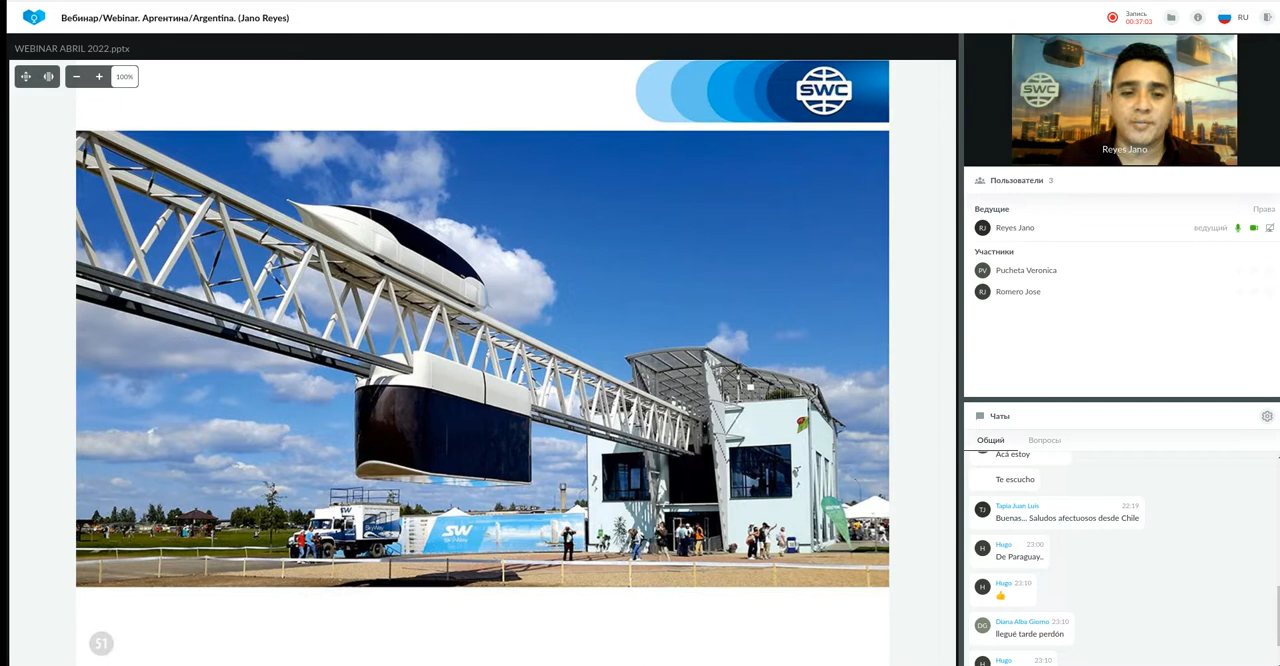 Вебинар/Webinar. Аргентина/Argentina. (Jano Reyes)
Запись
00:37:03
RU
WEBINAR ABRIL 2022.pptx
100%
SWC
SWC
Reyes Jano
Пользователи 3
Ведущие Права
RJ Reyes Jano ведущий
Участники
PV Pucheta Veronica
RJ Romero Jose
SW
SkyWay
SW
51
Чаты
Общий Вопросы
Acá estoy
Te escucho
TJ Tapia Juan Luis 22:19
Buenas... Saludos afectuosos desde Chile
H Hugo 23:00
De Paraguay..
H Hugo 23:10
👍
DG Diana Alba Giorno 23:10
llegué tarde perdón
H Hugo 23:10